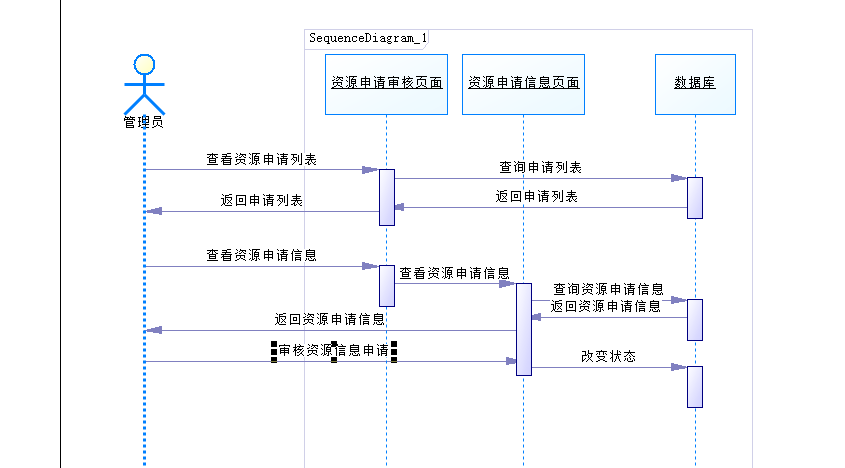 SequenceDiagram_1
资源申请审核页面
资源申请信息页面
数据库
管理员
查看资源申请列表
查询申请列表
返回申请列表
返回申请列表
查看资源申请信息
查看资源申请信息
查询资源申请信息
返回资源申请信息
返回资源申请信息
审核资源信息申请
改变状态